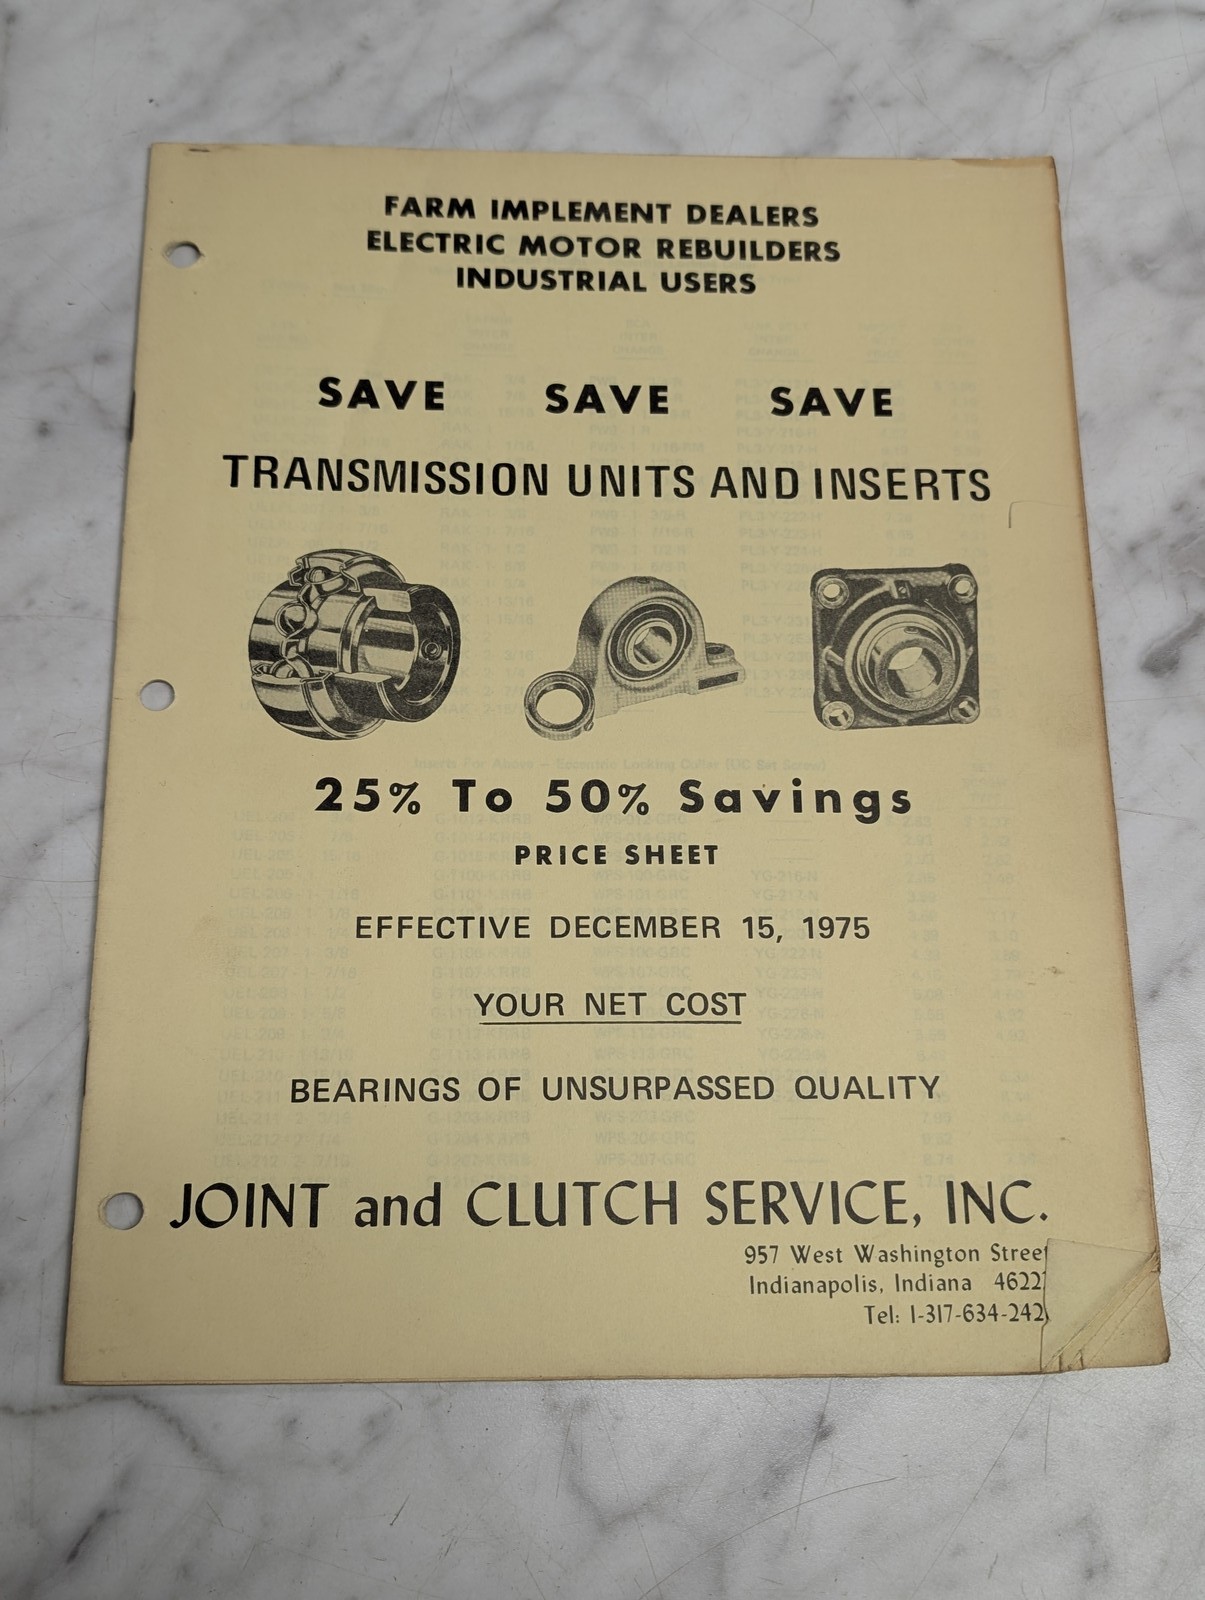 FARM IMPLEMENT DEALERS
ELECTRIC MOTOR REBUILDERS
INDUSTRIAL USERS
SAVE SAVE SAVE
TRANSMISSION UNITS AND INSERTS
25% To 50% Savings
PRICE SHEET
EFFECTIVE DECEMBER 15, 1975
YOUR NET COST
BEARINGS OF UNSURPASSED QUALITY
JOINT and CLUTCH SERVICE, INC.
957 West Washington Stree
Indianapolis, Indiana 4622
Tel: 1-317-634-242